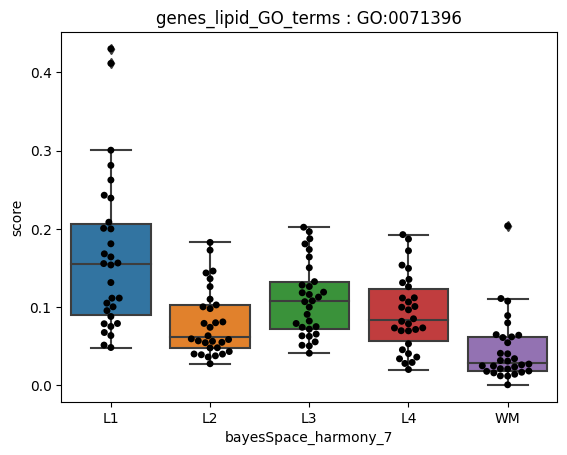 genes_lipid_GO_terms : GO:0071396
score
0.4
0.3
0.2
0.1
0.0
L1 L2 L3 L4 WM
bayesSpace_harmony_7